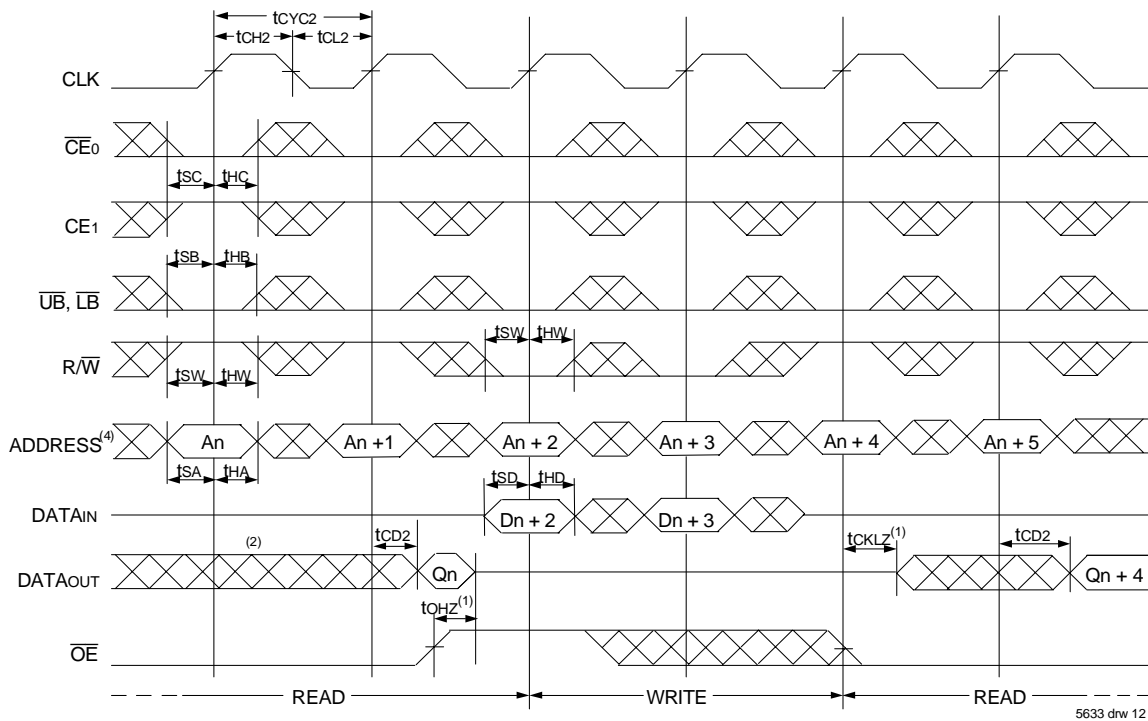 tCYC2
tCH2 tCL2
CLK
CE0
tSC tHC
CE1
tSB tHB
UB, LB
tSW tHW
R/W
tSW tHW
ADDRESS(4) An An +1 An + 2 An + 3 An + 4 An + 5
tSA tHA tSD tHD
DATAIN Dn + 2 Dn + 3
tCD2 tCKLZ(1) tCD2
(2)
DATAOUT Qn Qn + 4
tOHZ(1)
OE
READ WRITE READ
5633 drw 12